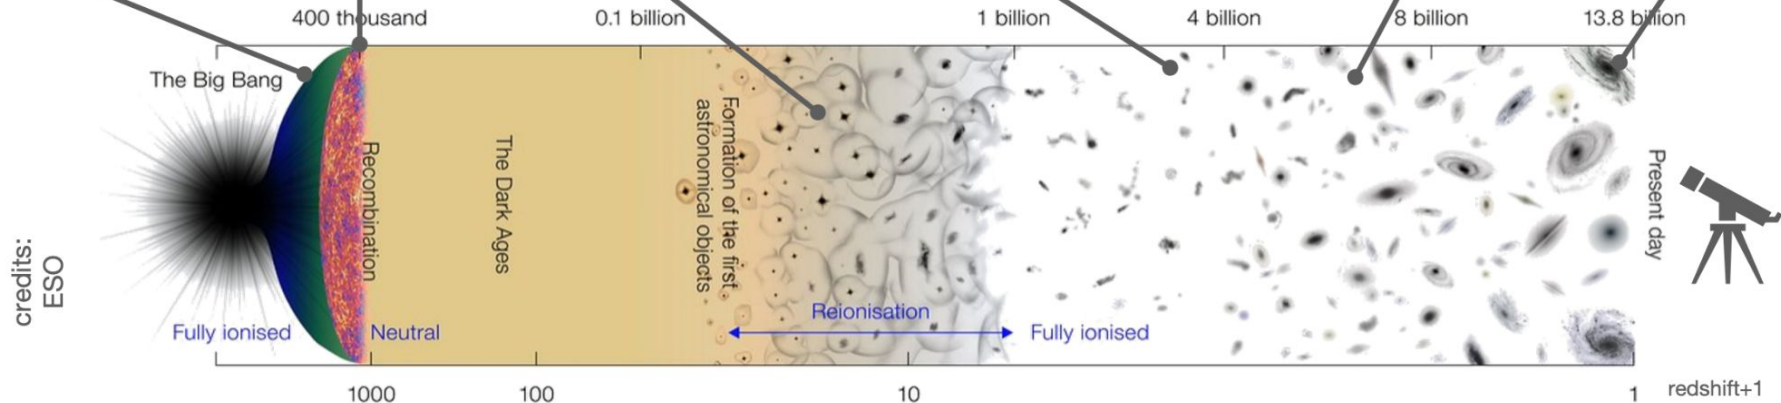 400 thousand
0.1 billion
1 billion
4 billion
8 billion
13.8 billion
The Big Bang
Recombination
The Dark Ages
Formation of the first
astronomical objects
Reionisation
Fully ionised
Neutral
Fully ionised
Present day
credits:
ESO
1000
100
10
1
redshift+1